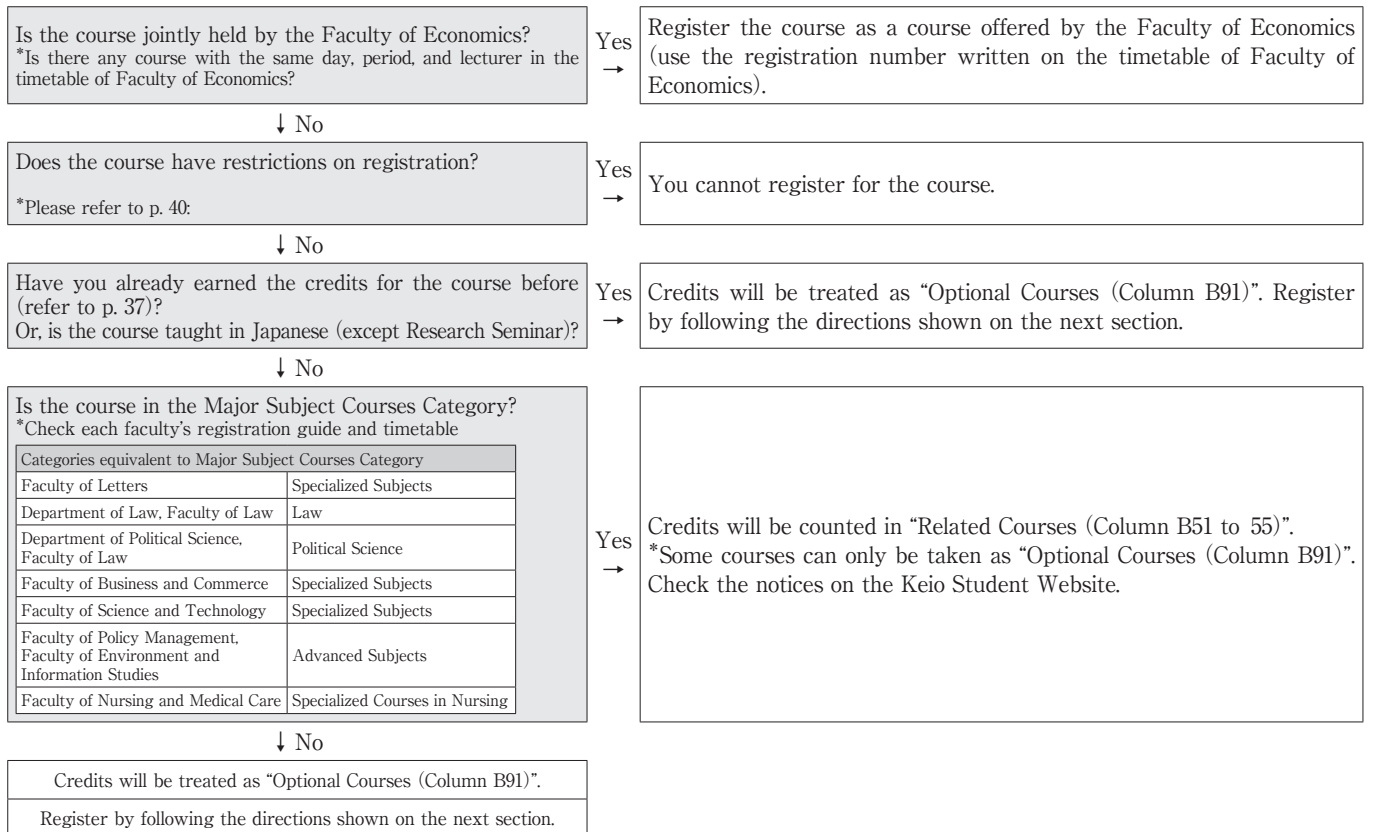 Is the course jointly held by the Faculty of Economics?
*Is there any course with the same day, period, and lecturer in the
timetable of Faculty of Economics?
Yes
→
Register the course as a course offered by the Faculty of Economics
(use the registration number written on the timetable of Faculty of
Economics).
↓ No
Does the course have restrictions on registration?
*Please refer to p. 40:
Yes
→
You cannot register for the course.
↓ No
Have you already earned the credits for the course before
(refer to p. 37)?
Or, is the course taught in Japanese (except Research Seminar)?
Yes
→
Credits will be treated as “Optional Courses (Column B91)”. Register
by following the directions shown on the next section.
↓ No
Is the course in the Major Subject Courses Category?
*Check each faculty's registration guide and timetable
Categories equivalent to Major Subject Courses Category
Faculty of Letters Specialized Subjects
Department of Law, Faculty of Law Law
Department of Political Science,
Faculty of Law
Political Science
Faculty of Business and Commerce Specialized Subjects
Faculty of Science and Technology Specialized Subjects
Faculty of Policy Management,
Faculty of Environment and
Information Studies
Advanced Subjects
Faculty of Nursing and Medical Care Specialized Courses in Nursing
Yes
→
Credits will be counted in “Related Courses (Column B51 to 55)”.
*Some courses can only be taken as “Optional Courses (Column B91)”.
Check the notices on the Keio Student Website.
↓ No
Credits will be treated as “Optional Courses (Column B91)”.
Register by following the directions shown on the next section.